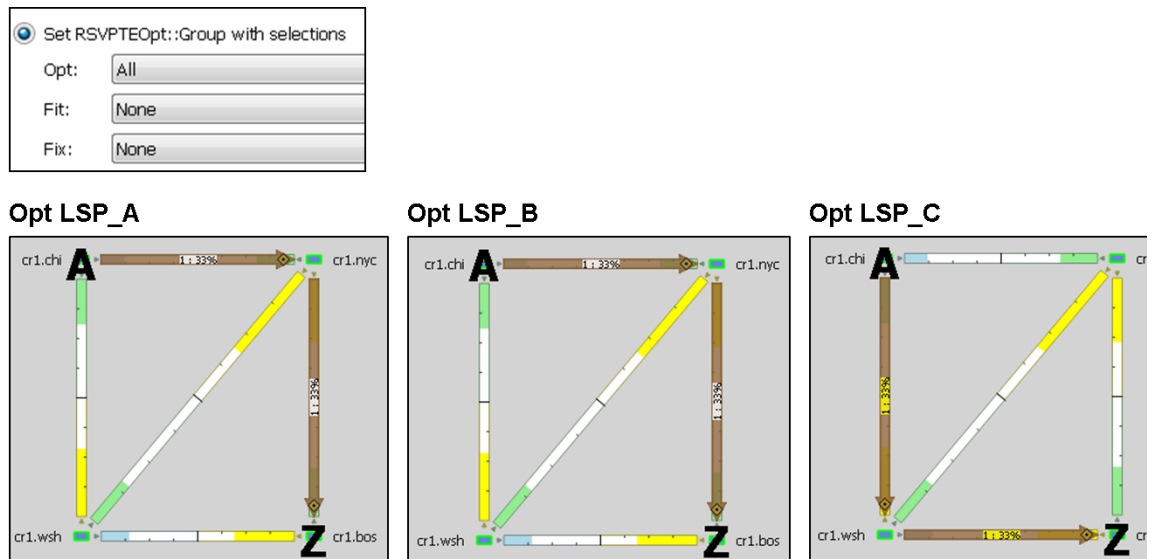 Set RSVPTEOpt::Group with selections
Opt: All
Fit: None
Fix: None
Opt LSP_A Opt LSP_B Opt LSP_C
cr1.chi A 1 : 33% cr1.nyc cr1.chi A 1 : 33% cr1.nyc cr1.chi A cr
1 : 33% 1 : 33% 1 : 33%
cr1.wsh Z cr1.bos cr1.wsh Z cr1.bos cr1.wsh 1 : 33% Z cr